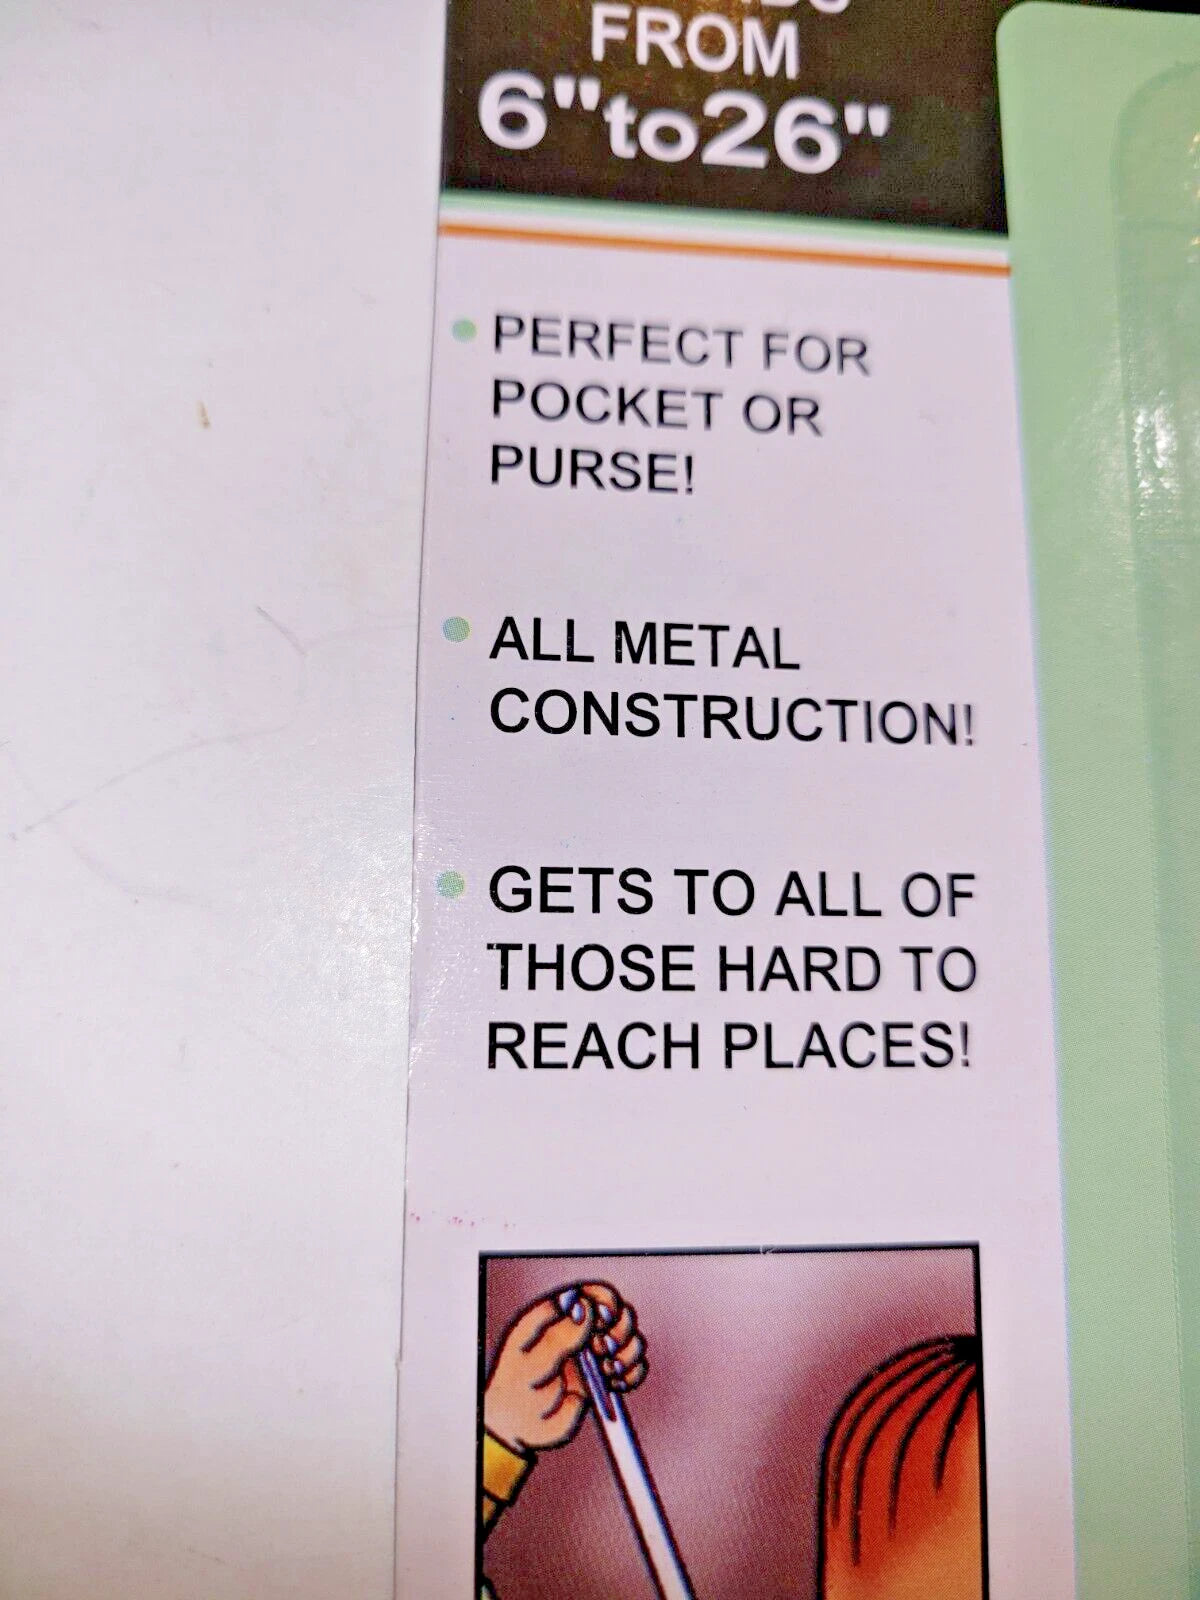 FROM
6"to26"
PERFECT FOR
POCKET OR
PURSE!
ALL METAL
CONSTRUCTION!
GETS TO ALL OF
THOSE HARD TO
REACH PLACES!